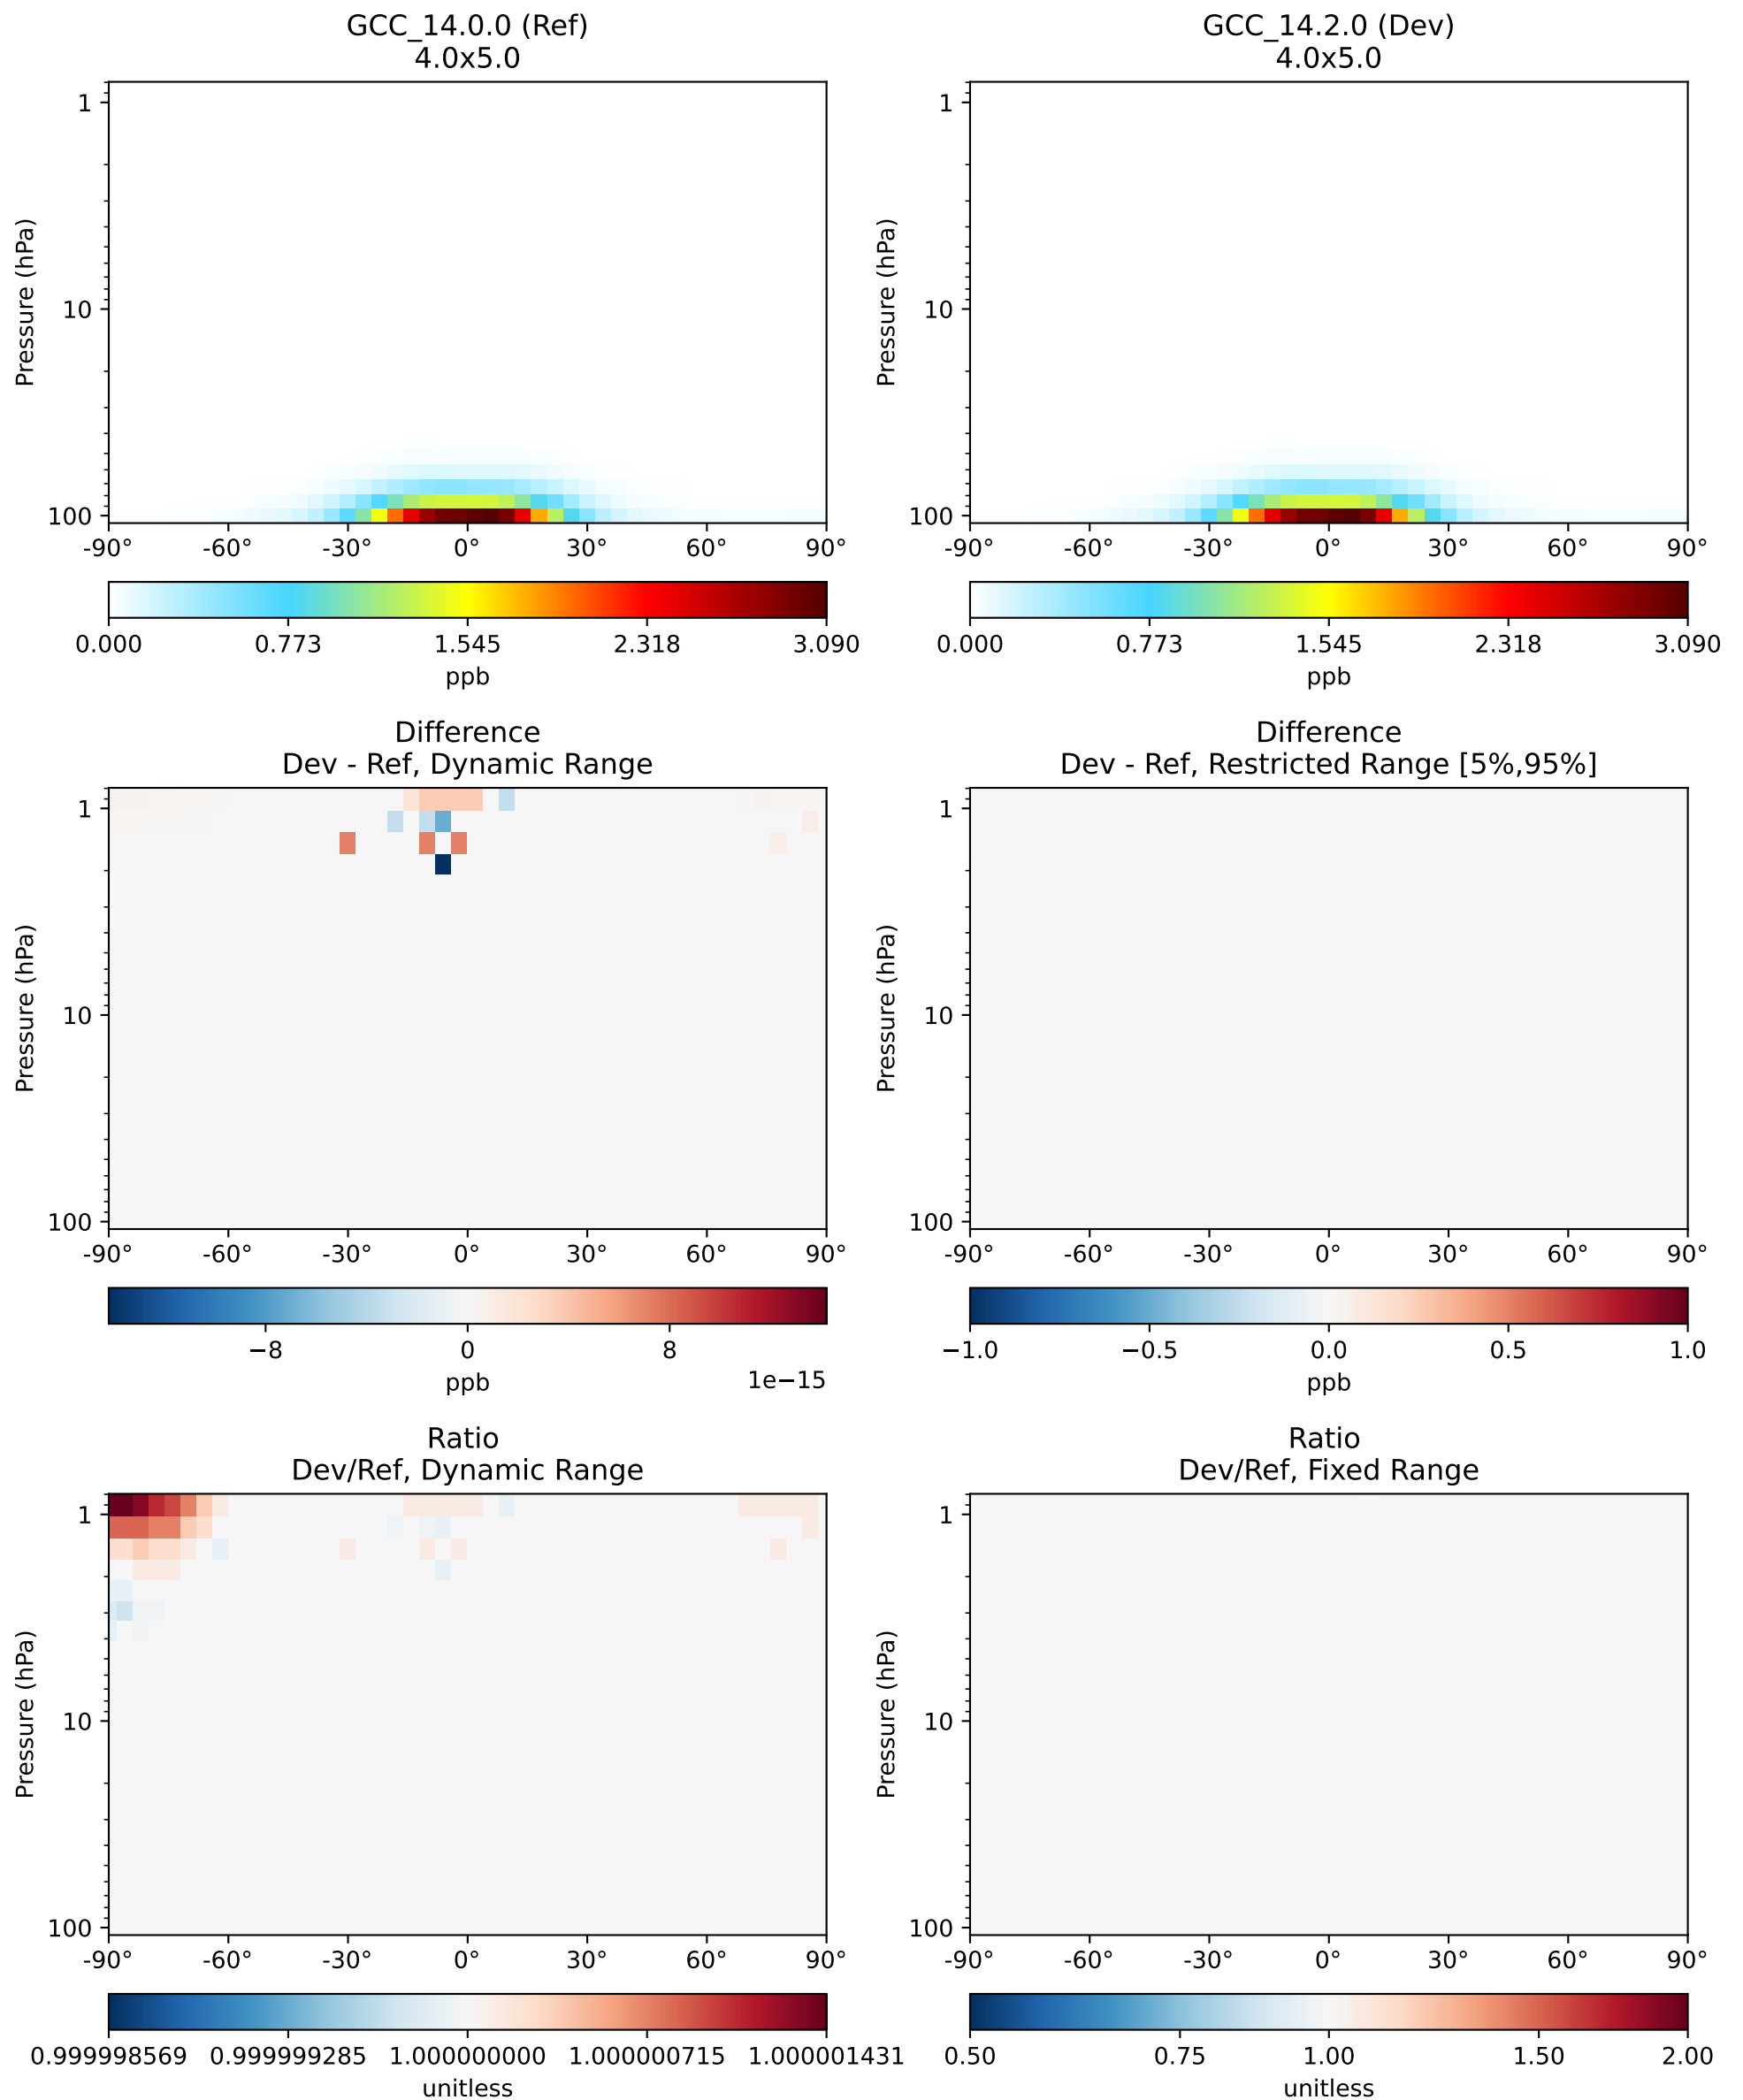 GCC_14.0.0 (Ref)
4.0x5.0
GCC_14.2.0 (Dev)
4.0x5.0
Pressure (hPa)
1
10
100
-90° -60° -30° 0° 30° 60° 90°
0.000 0.773 1.545 2.318 3.090
ppb
Pressure (hPa)
1
10
100
-90° -60° -30° 0° 30° 60° 90°
0.000 0.773 1.545 2.318 3.090
ppb
Difference
Dev - Ref, Dynamic Range
Pressure (hPa)
1
10
100
-90° -60° -30° 0° 30° 60° 90°
−8 0 8
ppb
1e−15
Difference
Dev - Ref, Restricted Range [5%,95%]
Pressure (hPa)
1
10
100
-90° -60° -30° 0° 30° 60° 90°
−1.0 −0.5 0.0 0.5 1.0
ppb
Ratio
Dev/Ref, Dynamic Range
Pressure (hPa)
1
10
100
-90° -60° -30° 0° 30° 60° 90°
0.999998569 0.999999285 1.000000000 1.000000715 1.000001431
unitless
Ratio
Dev/Ref, Fixed Range
Pressure (hPa)
1
10
100
-90° -60° -30° 0° 30° 60° 90°
0.50 0.75 1.00 1.50 2.00
unitless